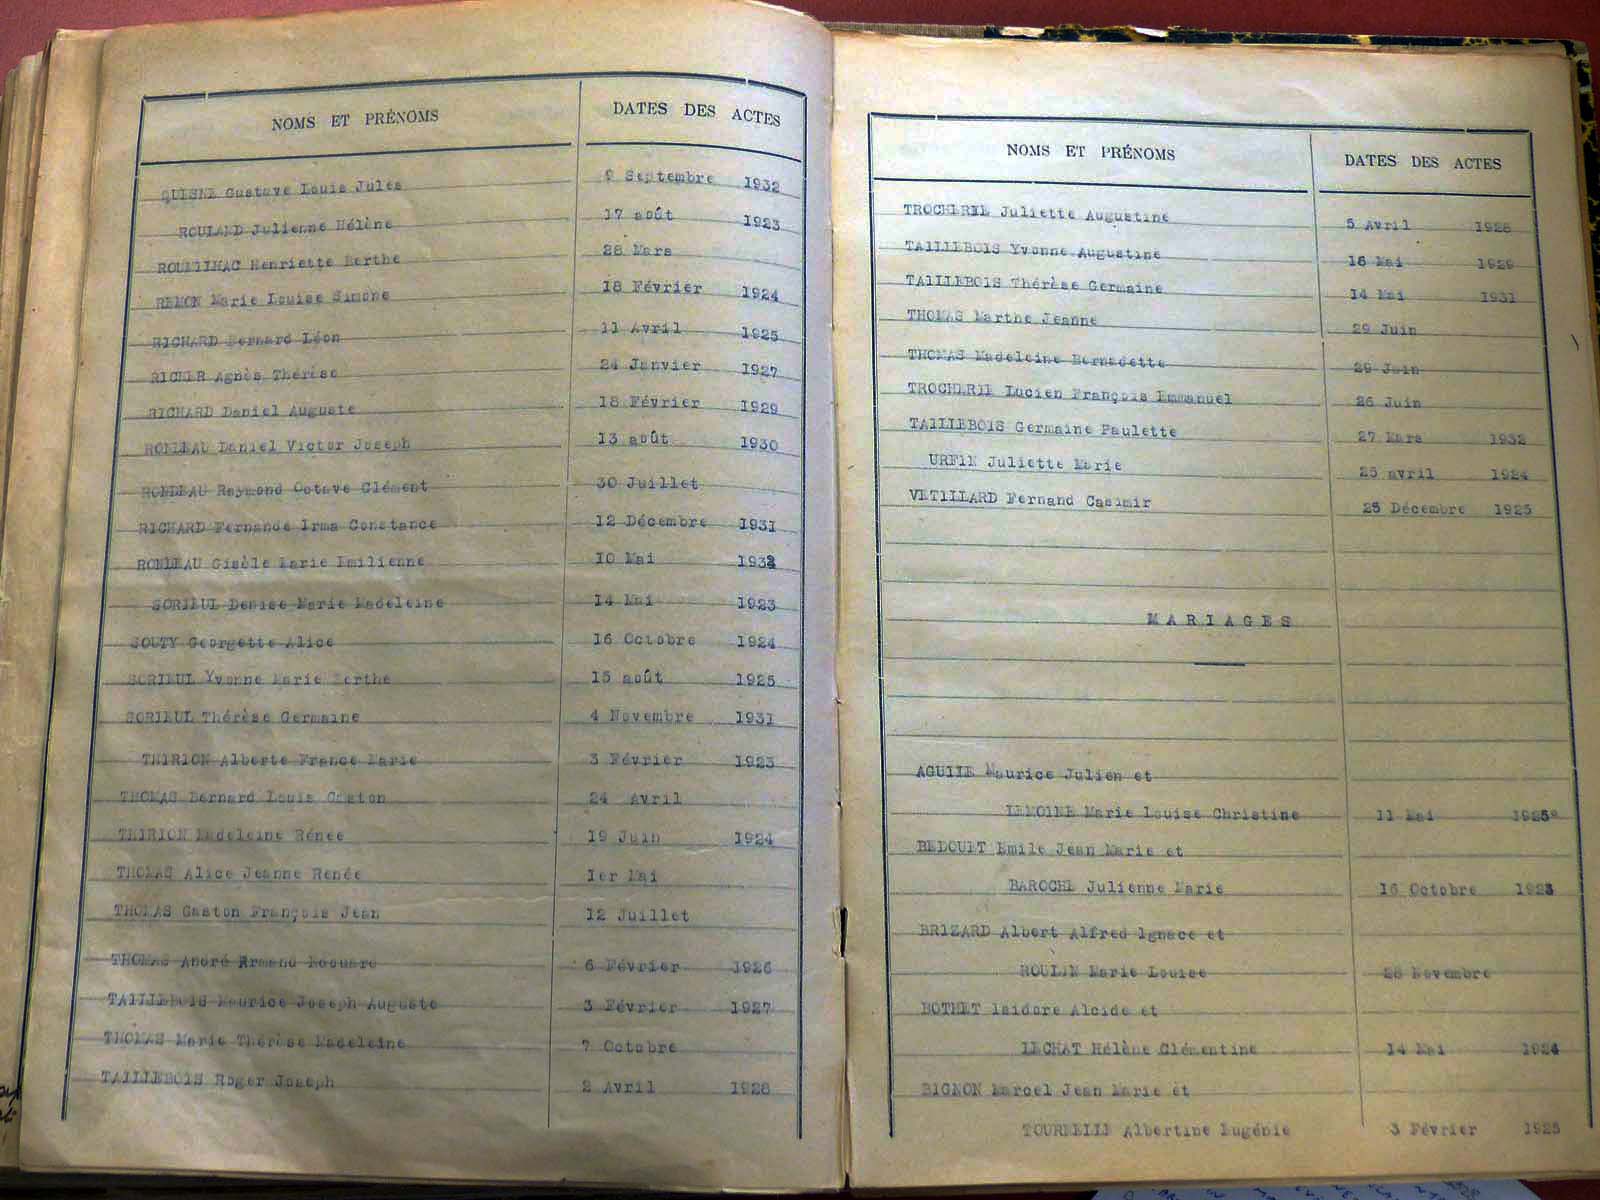 NOMS ET PRÉNOMS DATES DES ACTES
QUESNE Gustave Louis Jules 9 Septembre 1932
ROULAND Julienne Hélène 17 août 1923
Henriette Berthe 28 Mars
REMON Marie Louise Simone 18 Février 1924
RICHARD Bernard Léon 11 Avril 1925
RICHER Agnès Thérèse 24 Janvier 1927
RICHARD Daniel Auguste 18 Février 1929
RONDEAU Daniel Victor Joseph 13 août 1930
RONDEAU Raymond Octave Clément 30 Juillet
RICHARD Fernande Irma Constance 12 Décembre 1931
RONDEAU Gisèle Marie Emilienne 10 Mai 1932
SORIEUL Denise Marie Madeleine 14 Mai 1923
SOUTY Georgette Alice 16 Octobre 1924
SORIEUL Yvonne Marie Berthe 15 août 1925
SORIEUL Thérèse Germaine 4 Novembre 1931
THIRION Alberte France Marie 3 Février 1923
THOMAS Bernard Louis Gaston 24 Avril
THIRION Madeleine Rénée 19 Juin 1924
THOMAS Alice Jeanne Renée 1er Mai
THOMAS Gaston François Jean 12 Juillet
THOMAS André Armand Edouard 6 Février 1926
TAILLEBOIS Maurice Joseph Auguste 3 Février 1927
THOMAS Marie Thérèse Madeleine 7 Octobre
TAILLEBOIS Roger Joseph 2 Avril 1928
NOMS ET PRÉNOMS DATES DES ACTES
TROCHERIE Juliette Augustine 5 Avril 1928
TAILLEBOIS Yvonne Augustine 16 Mai 1929
TAILLEBOIS Thérèse Germaine 14 Mai 1931
THOMAS Marthe Jeanne 29 Juin
THOMAS Madeleine Bernadette 29 Juin
TROCHERIE Lucien François Emmanuel 26 Juin
TAILLEBOIS Germaine Paulette 27 Mars 1932
URFIN Juliette Marie 25 avril 1924
VETILLARD Fernand Casimir 25 Décembre 1925
MARIAGES
AGUILE Maurice Julien et
LEMOINE Marie Louise Christine 11 Mai
BEDOUET Emile Jean Marie et
BAROCHE Julienne Marie 16 Octobre 1923
BRIZARD Albert Alfred Ignace et
ROULIN Marie Louise 28 Novembre
BOTHET Isidore Alcide et
LECHAT Hélène Clémentine 14 Mai 1924
BIGNON Marcel Jean Marie et
TOURNELLE Albertine Eugénie 3 Février 1925